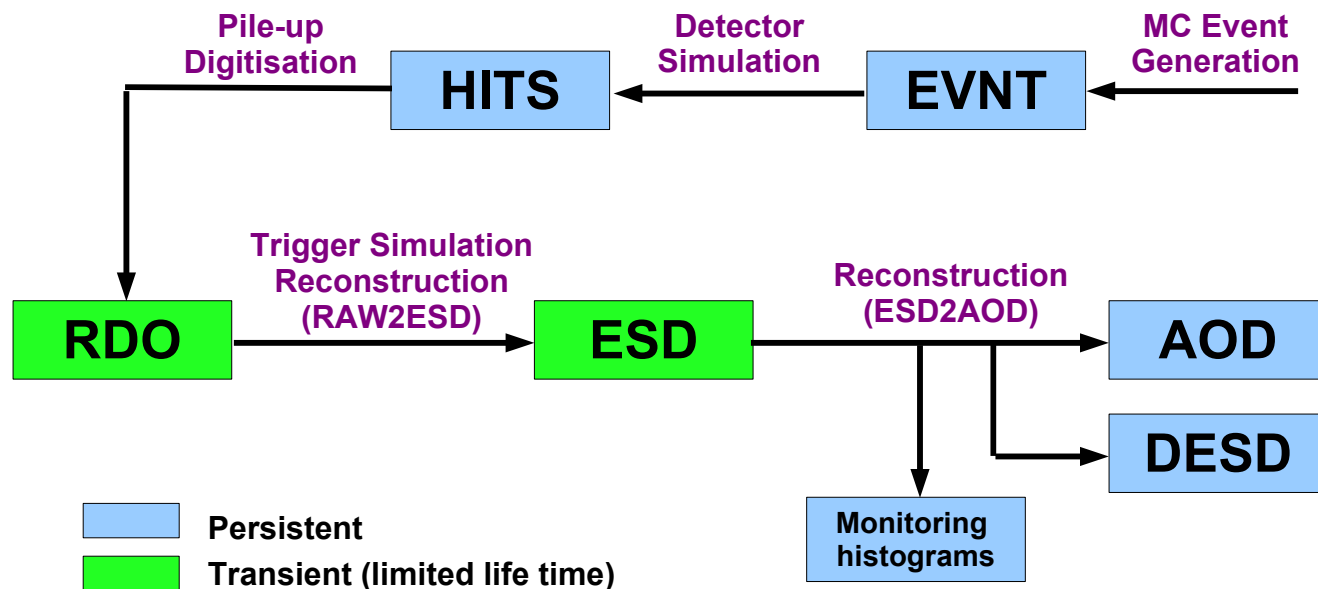 Pile-up
Digitisation
Detector
Simulation
MC Event
Generation
HITS
EVNT
Trigger Simulation
Reconstruction
(RAW2ESD)
Reconstruction
(ESD2AOD)
RDO
ESD
AOD
DESD
Monitoring
histograms
Persistent
Transient (limited life time)